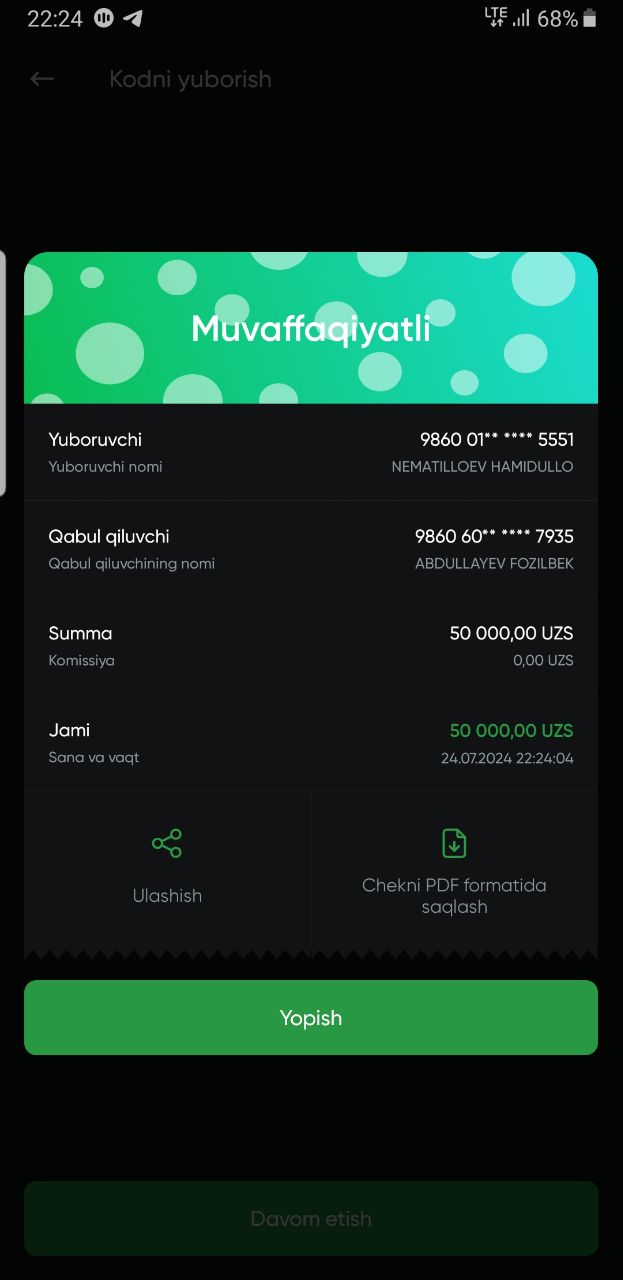 22:24 LTE 68%
Kodni yuborish
Muvaffaqiyatli
Yuboruvchi 9860 01** **** 5551
Yuboruvchi nomi NEMATILLOEV HAMIDULLO
Qabul qiluvchi 9860 60** **** 7935
Qabul qiluvchining nomi ABDULLAYEV FOZILBEK
Summa 50 000,00 UZS
Komissiya 0,00 UZS
Jami 50 000,00 UZS
Sana va vaqt 24.07.2024 22:24:04
Ulashish
Chekni PDF formatida
saqlash
Yopish
Davom etish